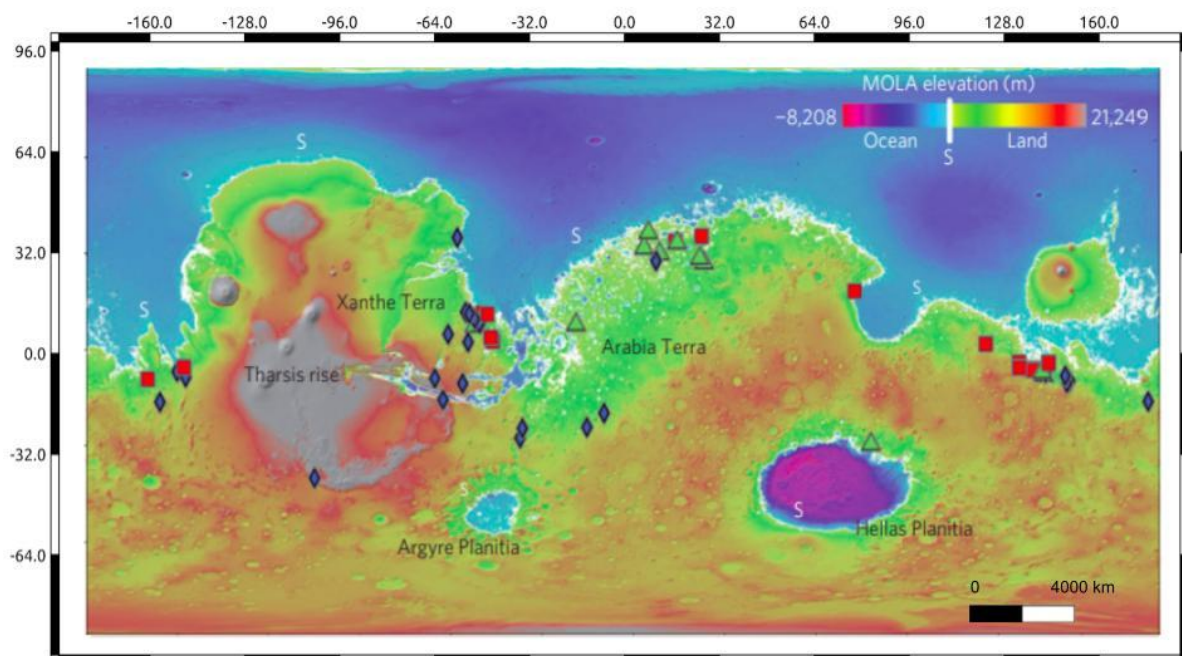 -160.0 -128.0 -96.0 -64.0 -32.0 0.0 32.0 64.0 96.0 128.0 160.0
96.0
MOLA elevation (m)
−8,208 21,249
Ocean Land
S
64.0
S
S
32.0
S
S
Xanthe Terra
0.0
Arabia Terra
Tharsis rise
-32.0
S
S
Hellas Planitia
Argyre Planitia
-64.0
0 4000 km